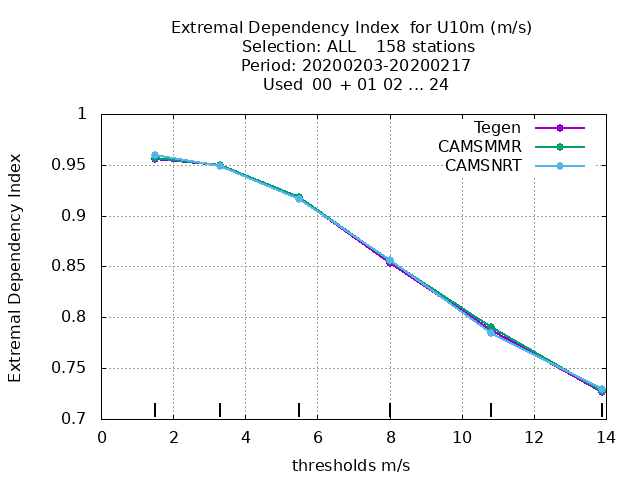 Extremal Dependency Index  for U10m (m/s)
Selection: ALL    158 stations
Period: 20200203-20200217
Used  00 + 01 02 ... 24
Extremal Dependency Index
1
0.95
0.9
0.85
0.8
0.75
0.7
Tegen
CAMSMMR
CAMSNRT
0 2 4 6 8 10 12 14
thresholds m/s